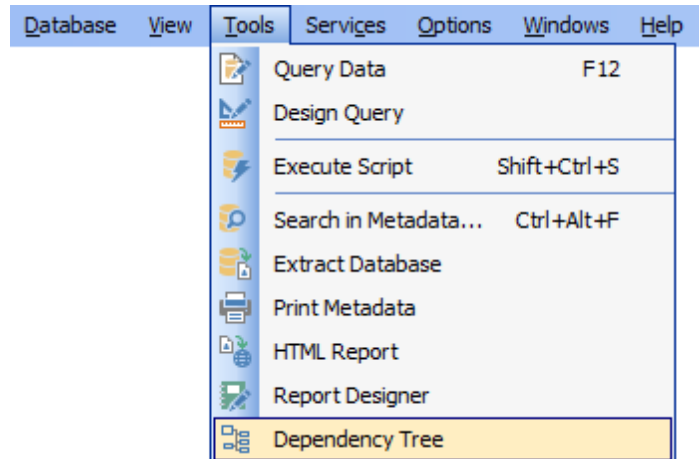 Database View Tools Services Options Windows Help
Query Data F12
Design Query
Execute Script Shift+Ctrl+S
Search in Metadata... Ctrl+Alt+F
Extract Database
Print Metadata
HTML Report
Report Designer
Dependency Tree